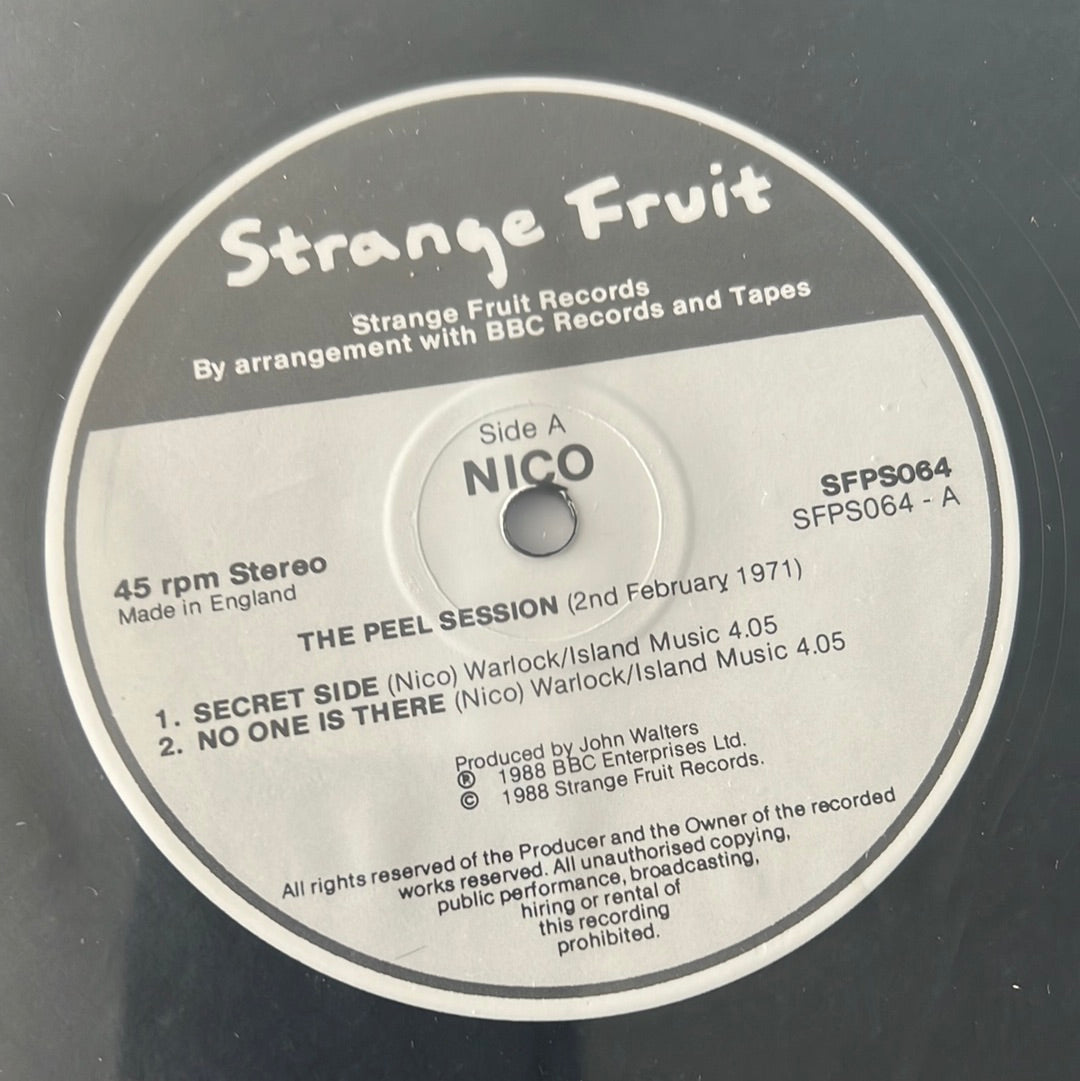 Strange Fruit
Strange Fruit Records
By arrangement with BBC Records and Tapes
Side A
NICO
SFPS064
SFPS064 - A
45 rpm Stereo
Made in England
THE PEEL SESSION (2nd February 1971)
1. SECRET SIDE (Nico) Warlock/Island Music 4.05
2. NO ONE IS THERE (Nico) Warlock/Island Music 4.05
Produced by John Walters
® 1988 BBC Enterprises Ltd.
© 1988 Strange Fruit Records.
All rights reserved of the Producer and the Owner of the recorded
works reserved. All unauthorised copying,
public performance, broadcasting,
hiring or rental of
this recording
prohibited.